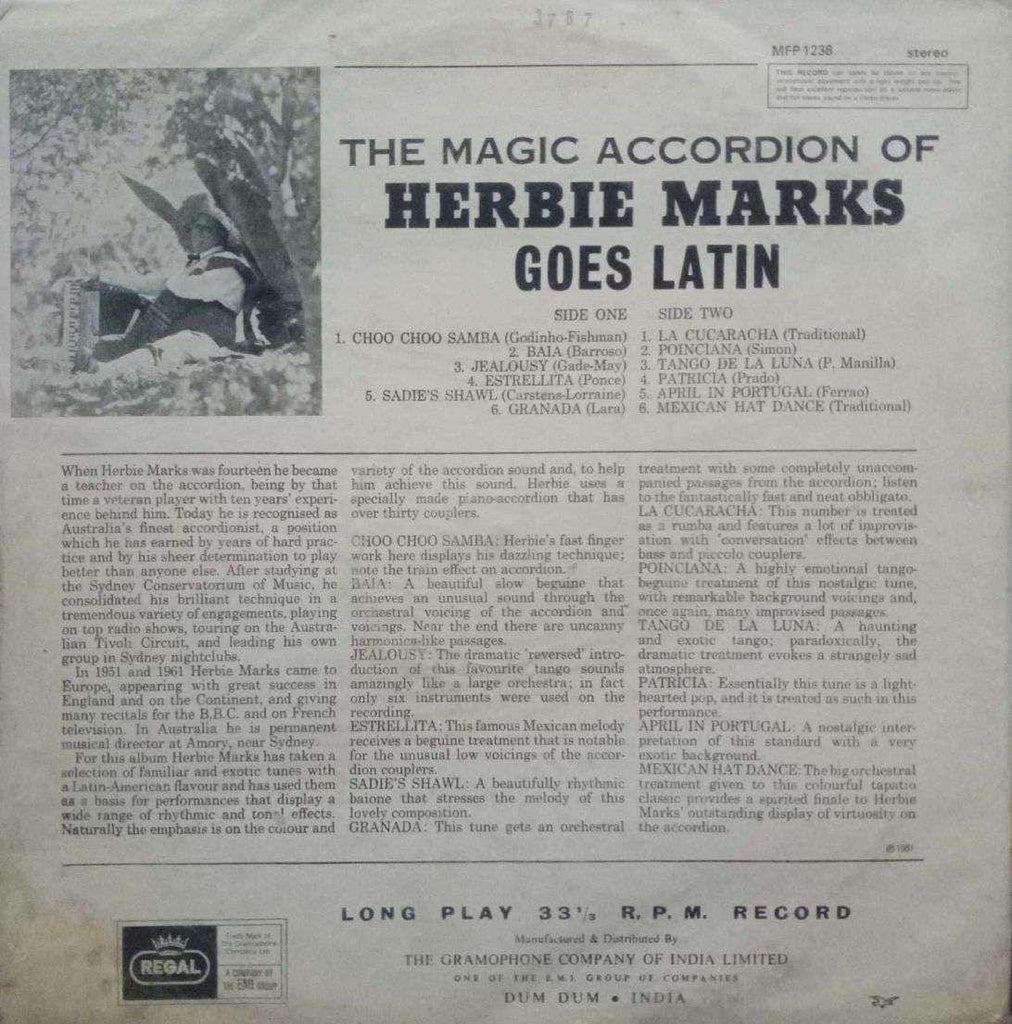 3787
MFP 1238 stereo
THIS RECORD
THE MAGIC ACCORDION OF
HERBIE MARKS
GOES LATIN
SIDE ONE
1. CHOO CHOO SAMBA (Godinho-Fishman)
2. BAIA (Barroso)
3. JEALOUSY (Gade-May)
4. ESTRELLITA (Ponce)
5. SADIE'S SHAWL (Carstens-Lorraine)
6. GRANADA (Lara)
SIDE TWO
1. LA CUCARACHA (Traditional)
2. POINCIANA (Simon)
3. TANGO DE LA LUNA (P. Manilla)
4. PATRICIA (Prado)
5. APRIL IN PORTUGAL (Ferrao)
6. MEXICAN HAT DANCE (Traditional)
When Herbie Marks was fourteen he became
a teacher on the accordion, being by that
time a veteran player with ten years' experi-
ence behind him. Today he is recognised as
Australia's finest accordionist, a position
which he has earned by years of hard prac-
tice and by his sheer determination to play
better than anyone else. After studying at
the Sydney Conservatorium of Music, he
consolidated his brilliant technique in a
tremendous variety of engagements, playing
on top radio shows, touring on the Austra-
lian Tivoli Circuit, and leading his own
group in Sydney nightclubs.
In 1951 and 1961 Herbie Marks came to
Europe, appearing with great success in
England and on the Continent, and giving
many recitals for the B.B.C. and on French
television. In Australia he is permanent
musical director at Amory, near Sydney.
For this album Herbie Marks has taken a
selection of familiar and exotic tunes with
a Latin-American flavour and has used them
as a basis for performances that display a
wide range of rhythmic and tonal effects.
Naturally the emphasis is on the colour and
variety of the accordion sound and, to help
him achieve this sound, Herbie uses a
specially made piano-accordion that has
over thirty couplers.
CHOO CHOO SAMBA: Herbie's fast finger
work here displays his dazzling technique;
note the train effect on accordion.
BAIA: A beautiful slow beguine that
achieves an unusual sound through the
orchestral voicing of the accordion and
voicings. Near the end there are uncanny
harmonica-like passages.
JEALOUSY: The dramatic 'reversed' intro-
duction of this favourite tango sounds
amazingly like a large orchestra; in fact
only six instruments were used on the
recording.
ESTRELLITA: This famous Mexican melody
receives a beguine treatment that is notable
for the unusual low voicings of the accor-
dion couplers.
SADIE'S SHAWL: A beautifully rhythmic
baione that stresses the melody of this
lovely composition.
GRANADA: This tune gets an orchestral
treatment with some completely unaccom-
panied passages from the accordion; listen
to the fantastically fast and neat obbligato.
LA CUCARACHA: This number is treated
as a rumba and features a lot of improvis-
ation with 'conversation' effects between
bass and piccolo couplers.
POINCIANA: A highly emotional tango-
beguine treatment of this nostalgic tune,
with remarkable background voicings and,
once again, many improvised passages.
TANGO DE LA LUNA: A haunting
and exotic tango; paradoxically, the
dramatic treatment evokes a strangely sad
atmosphere.
PATRICIA: Essentially this tune is a light-
hearted pop, and it is treated as such in this
performance.
APRIL IN PORTUGAL: A nostalgic inter-
pretation of this standard with a very
exotic background.
MEXICAN HAT DANCE: The big orchestral
treatment given to this colourful tapatio
classic provides a spirited finale to Herbie
Marks' outstanding display of virtuosity on
the accordion.
LONG PLAY 33⅓ R.P.M. RECORD
Manufactured & Distributed By
THE GRAMOPHONE COMPANY OF INDIA LIMITED
ONE OF THE E.M.I. GROUP OF COMPANIES
DUM DUM • INDIA
REGAL
Trade Mark of
The Gramophone
Company Ltd.
A COMPANY OF
THE EMI GROUP